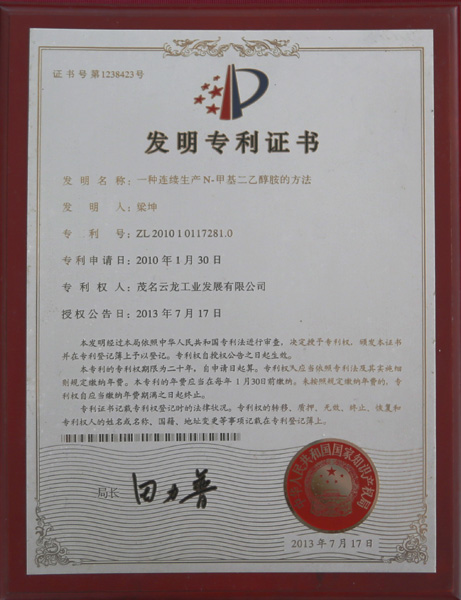 证书号第1238423号
发明专利证书
发明名称：一种连续生产N-甲基二乙醇胺的方法
发明人：梁坤
专利号：ZL 2010 1 0117281.0
专利申请日：2010年1月30日
专利权人：茂名云龙工业发展有限公司
授权公告日：2013年7月17日
本发明经过本局依照中华人民共和国专利法进行审查，决定授予专利权，颁发本证书
并在专利登记簿上予以登记。专利权自授权公告之日起生效。
本专利的专利权期限为二十年，自申请日起算。专利权人应当依照专利法及其实施细
则规定缴纳年费。本专利的年费应当在每年1月30日前缴纳。未按照规定缴纳年费的，专
利权自应当缴纳年费期满之日起终止。
专利证书记载专利权登记时的法律状况。专利权的转移、质押、无效、终止、恢复和
专利权人的姓名或名称、国籍、地址变更等事项记载在专利登记簿上。
局长 田力普
中华人民共和国国家知识产权局
2013年7月17日